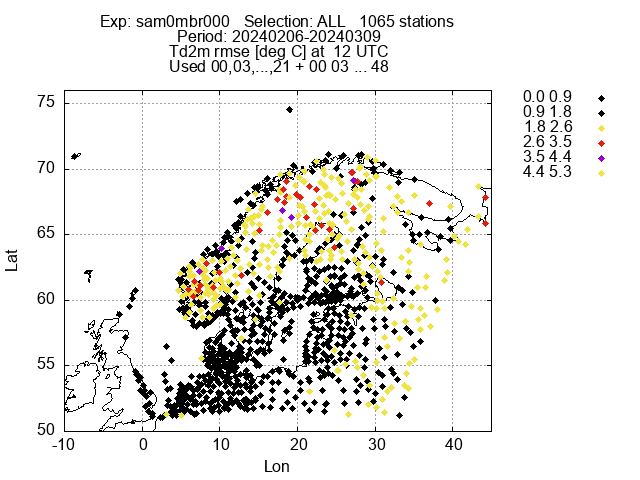 Exp: sam0mbr000   Selection: ALL   1065 stations
Period: 20240206-20240309
Td2m rmse [deg C] at  12 UTC
Used 00,03,...,21 + 00 03 ... 48
0.0 0.9
0.9 1.8
1.8 2.6
2.6 3.5
3.5 4.4
4.4 5.3
75
70
65
60
55
50
Lat
-10 0 10 20 30 40
Lon